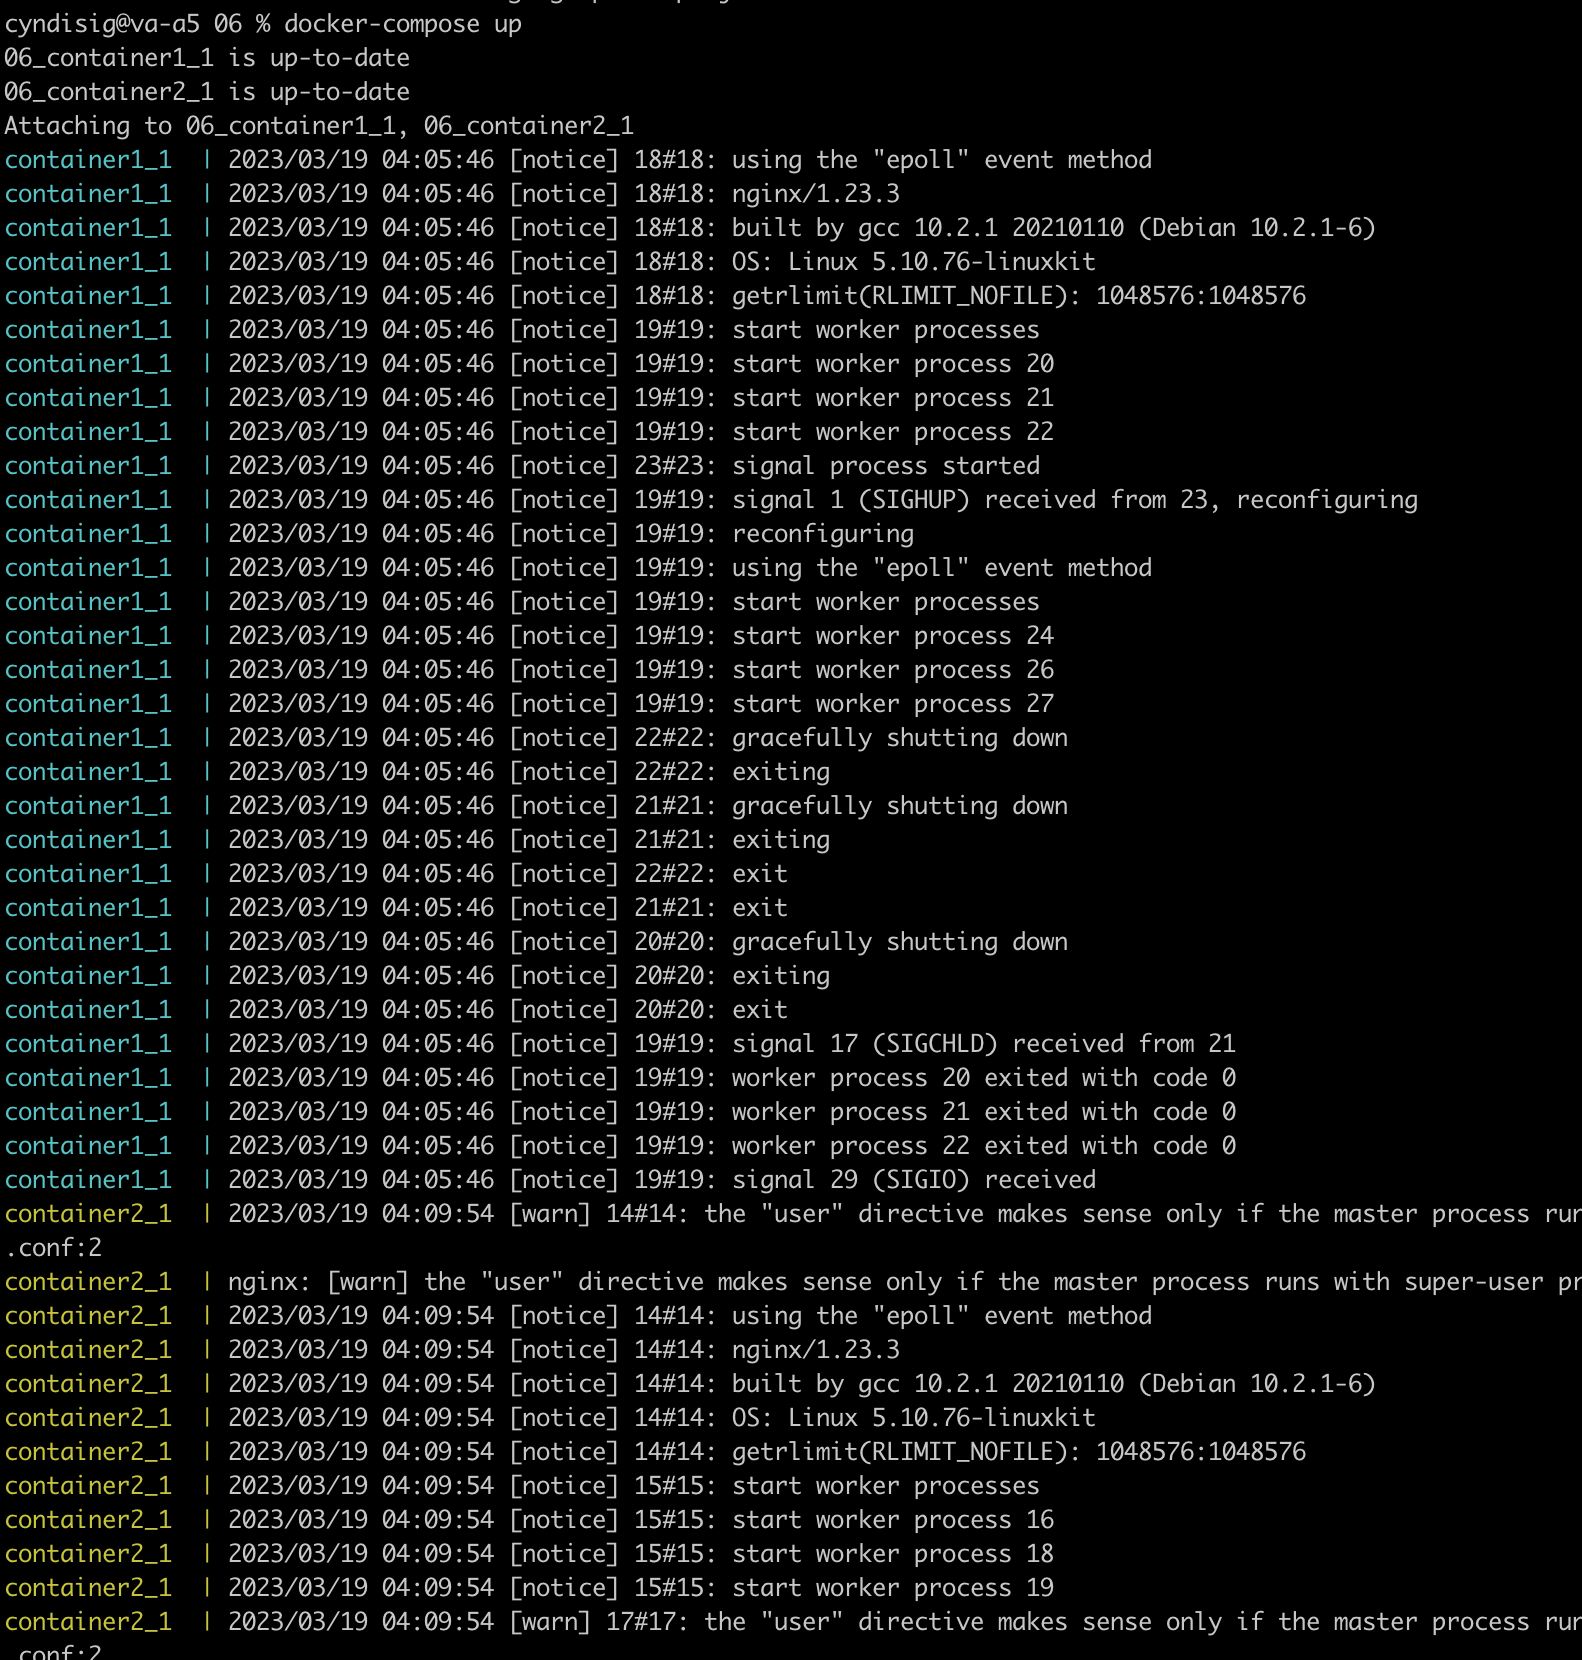 cyndisig@va-a5 06 % docker-compose up
06_container1_1 is up-to-date
06_container2_1 is up-to-date
Attaching to 06_container1_1, 06_container2_1
container1_1  | 2023/03/19 04:05:46 [notice] 18#18: using the "epoll" event method
container1_1  | 2023/03/19 04:05:46 [notice] 18#18: nginx/1.23.3
container1_1  | 2023/03/19 04:05:46 [notice] 18#18: built by gcc 10.2.1 20210110 (Debian 10.2.1-6)
container1_1  | 2023/03/19 04:05:46 [notice] 18#18: OS: Linux 5.10.76-linuxkit
container1_1  | 2023/03/19 04:05:46 [notice] 18#18: getrlimit(RLIMIT_NOFILE): 1048576:1048576
container1_1  | 2023/03/19 04:05:46 [notice] 19#19: start worker processes
container1_1  | 2023/03/19 04:05:46 [notice] 19#19: start worker process 20
container1_1  | 2023/03/19 04:05:46 [notice] 19#19: start worker process 21
container1_1  | 2023/03/19 04:05:46 [notice] 19#19: start worker process 22
container1_1  | 2023/03/19 04:05:46 [notice] 23#23: signal process started
container1_1  | 2023/03/19 04:05:46 [notice] 19#19: signal 1 (SIGHUP) received from 23, reconfiguring
container1_1  | 2023/03/19 04:05:46 [notice] 19#19: reconfiguring
container1_1  | 2023/03/19 04:05:46 [notice] 19#19: using the "epoll" event method
container1_1  | 2023/03/19 04:05:46 [notice] 19#19: start worker processes
container1_1  | 2023/03/19 04:05:46 [notice] 19#19: start worker process 24
container1_1  | 2023/03/19 04:05:46 [notice] 19#19: start worker process 26
container1_1  | 2023/03/19 04:05:46 [notice] 19#19: start worker process 27
container1_1  | 2023/03/19 04:05:46 [notice] 22#22: gracefully shutting down
container1_1  | 2023/03/19 04:05:46 [notice] 22#22: exiting
container1_1  | 2023/03/19 04:05:46 [notice] 21#21: gracefully shutting down
container1_1  | 2023/03/19 04:05:46 [notice] 21#21: exiting
container1_1  | 2023/03/19 04:05:46 [notice] 22#22: exit
container1_1  | 2023/03/19 04:05:46 [notice] 21#21: exit
container1_1  | 2023/03/19 04:05:46 [notice] 20#20: gracefully shutting down
container1_1  | 2023/03/19 04:05:46 [notice] 20#20: exiting
container1_1  | 2023/03/19 04:05:46 [notice] 20#20: exit
container1_1  | 2023/03/19 04:05:46 [notice] 19#19: signal 17 (SIGCHLD) received from 21
container1_1  | 2023/03/19 04:05:46 [notice] 19#19: worker process 20 exited with code 0
container1_1  | 2023/03/19 04:05:46 [notice] 19#19: worker process 21 exited with code 0
container1_1  | 2023/03/19 04:05:46 [notice] 19#19: worker process 22 exited with code 0
container1_1  | 2023/03/19 04:05:46 [notice] 19#19: signal 29 (SIGIO) received
container2_1  | 2023/03/19 04:09:54 [warn] 14#14: the "user" directive makes sense only if the master process run
.conf:2
container2_1  | nginx: [warn] the "user" directive makes sense only if the master process runs with super-user pr
container2_1  | 2023/03/19 04:09:54 [notice] 14#14: using the "epoll" event method
container2_1  | 2023/03/19 04:09:54 [notice] 14#14: nginx/1.23.3
container2_1  | 2023/03/19 04:09:54 [notice] 14#14: built by gcc 10.2.1 20210110 (Debian 10.2.1-6)
container2_1  | 2023/03/19 04:09:54 [notice] 14#14: OS: Linux 5.10.76-linuxkit
container2_1  | 2023/03/19 04:09:54 [notice] 14#14: getrlimit(RLIMIT_NOFILE): 1048576:1048576
container2_1  | 2023/03/19 04:09:54 [notice] 15#15: start worker processes
container2_1  | 2023/03/19 04:09:54 [notice] 15#15: start worker process 16
container2_1  | 2023/03/19 04:09:54 [notice] 15#15: start worker process 18
container2_1  | 2023/03/19 04:09:54 [notice] 15#15: start worker process 19
container2_1  | 2023/03/19 04:09:54 [warn] 17#17: the "user" directive makes sense only if the master process run
.conf:2